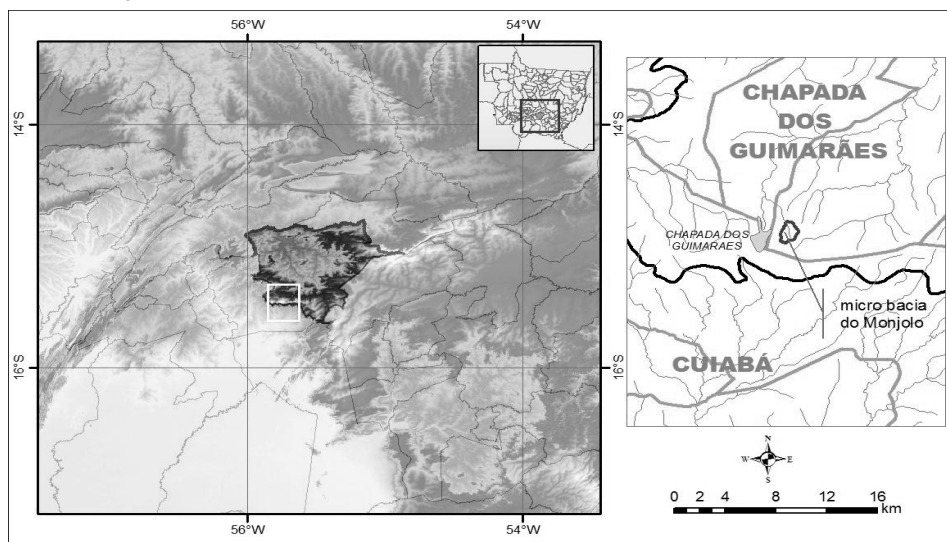 56°W
54°W
14°S
14°S
16°S
16°S
56°W
54°W
CHAPADA
DOS
GUIMARÃES
CHAPADA DOS
GUIMARAES
micro bacia
do Monjolo
CUIABÁ
N
W
E
S
0 2 4 8 12 16
km